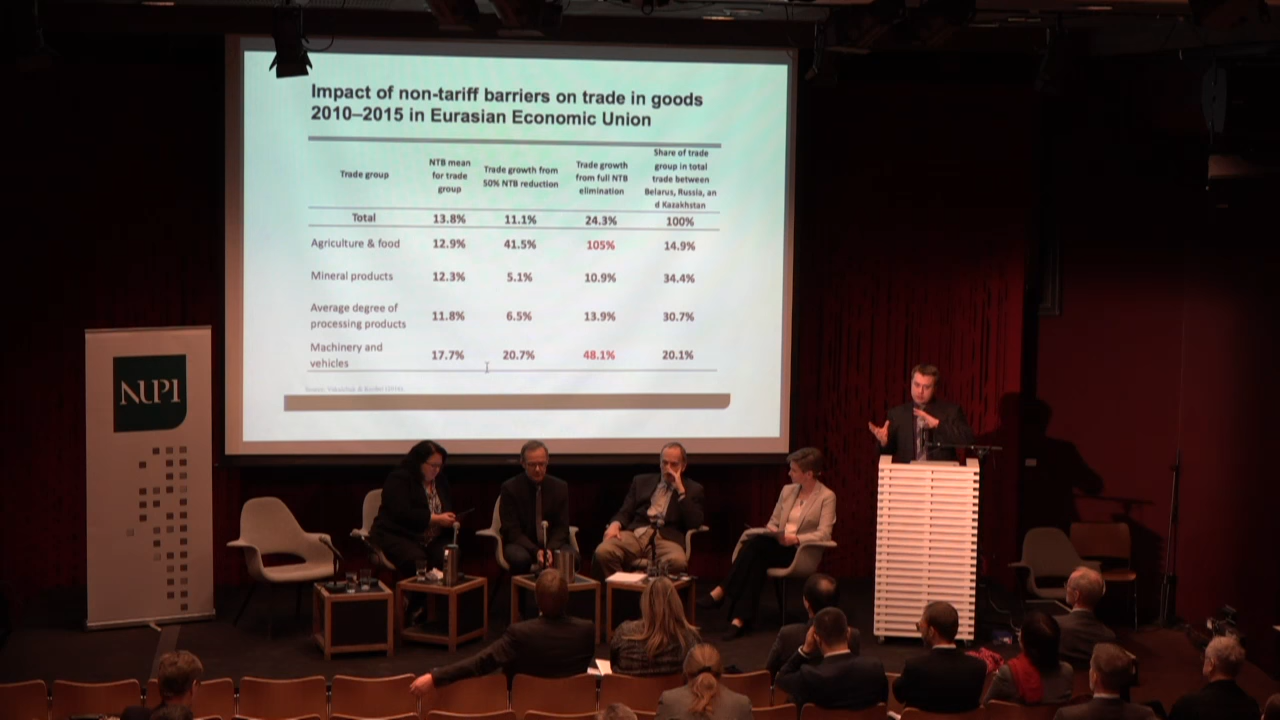 Impact of non-tariff barriers on trade in goods
2010–2015 in Eurasian Economic Union
Trade group
NTB mean
for trade
group
Trade growth from
50% NTB reduction
Trade growth
from full NTB
elimination
Share of trade
group in total
trade between
Belarus, Russia, an
d Kazakhstan
Total 13.8% 11.1% 24.3% 100%
Agriculture & food 12.9% 41.5% 105% 14.9%
Mineral products 12.3% 5.1% 10.9% 34.4%
Average degree of
processing products 11.8% 6.5% 13.9% 30.7%
Machinery and
vehicles 17.7% 20.7% 48.1% 20.1%
NUPI